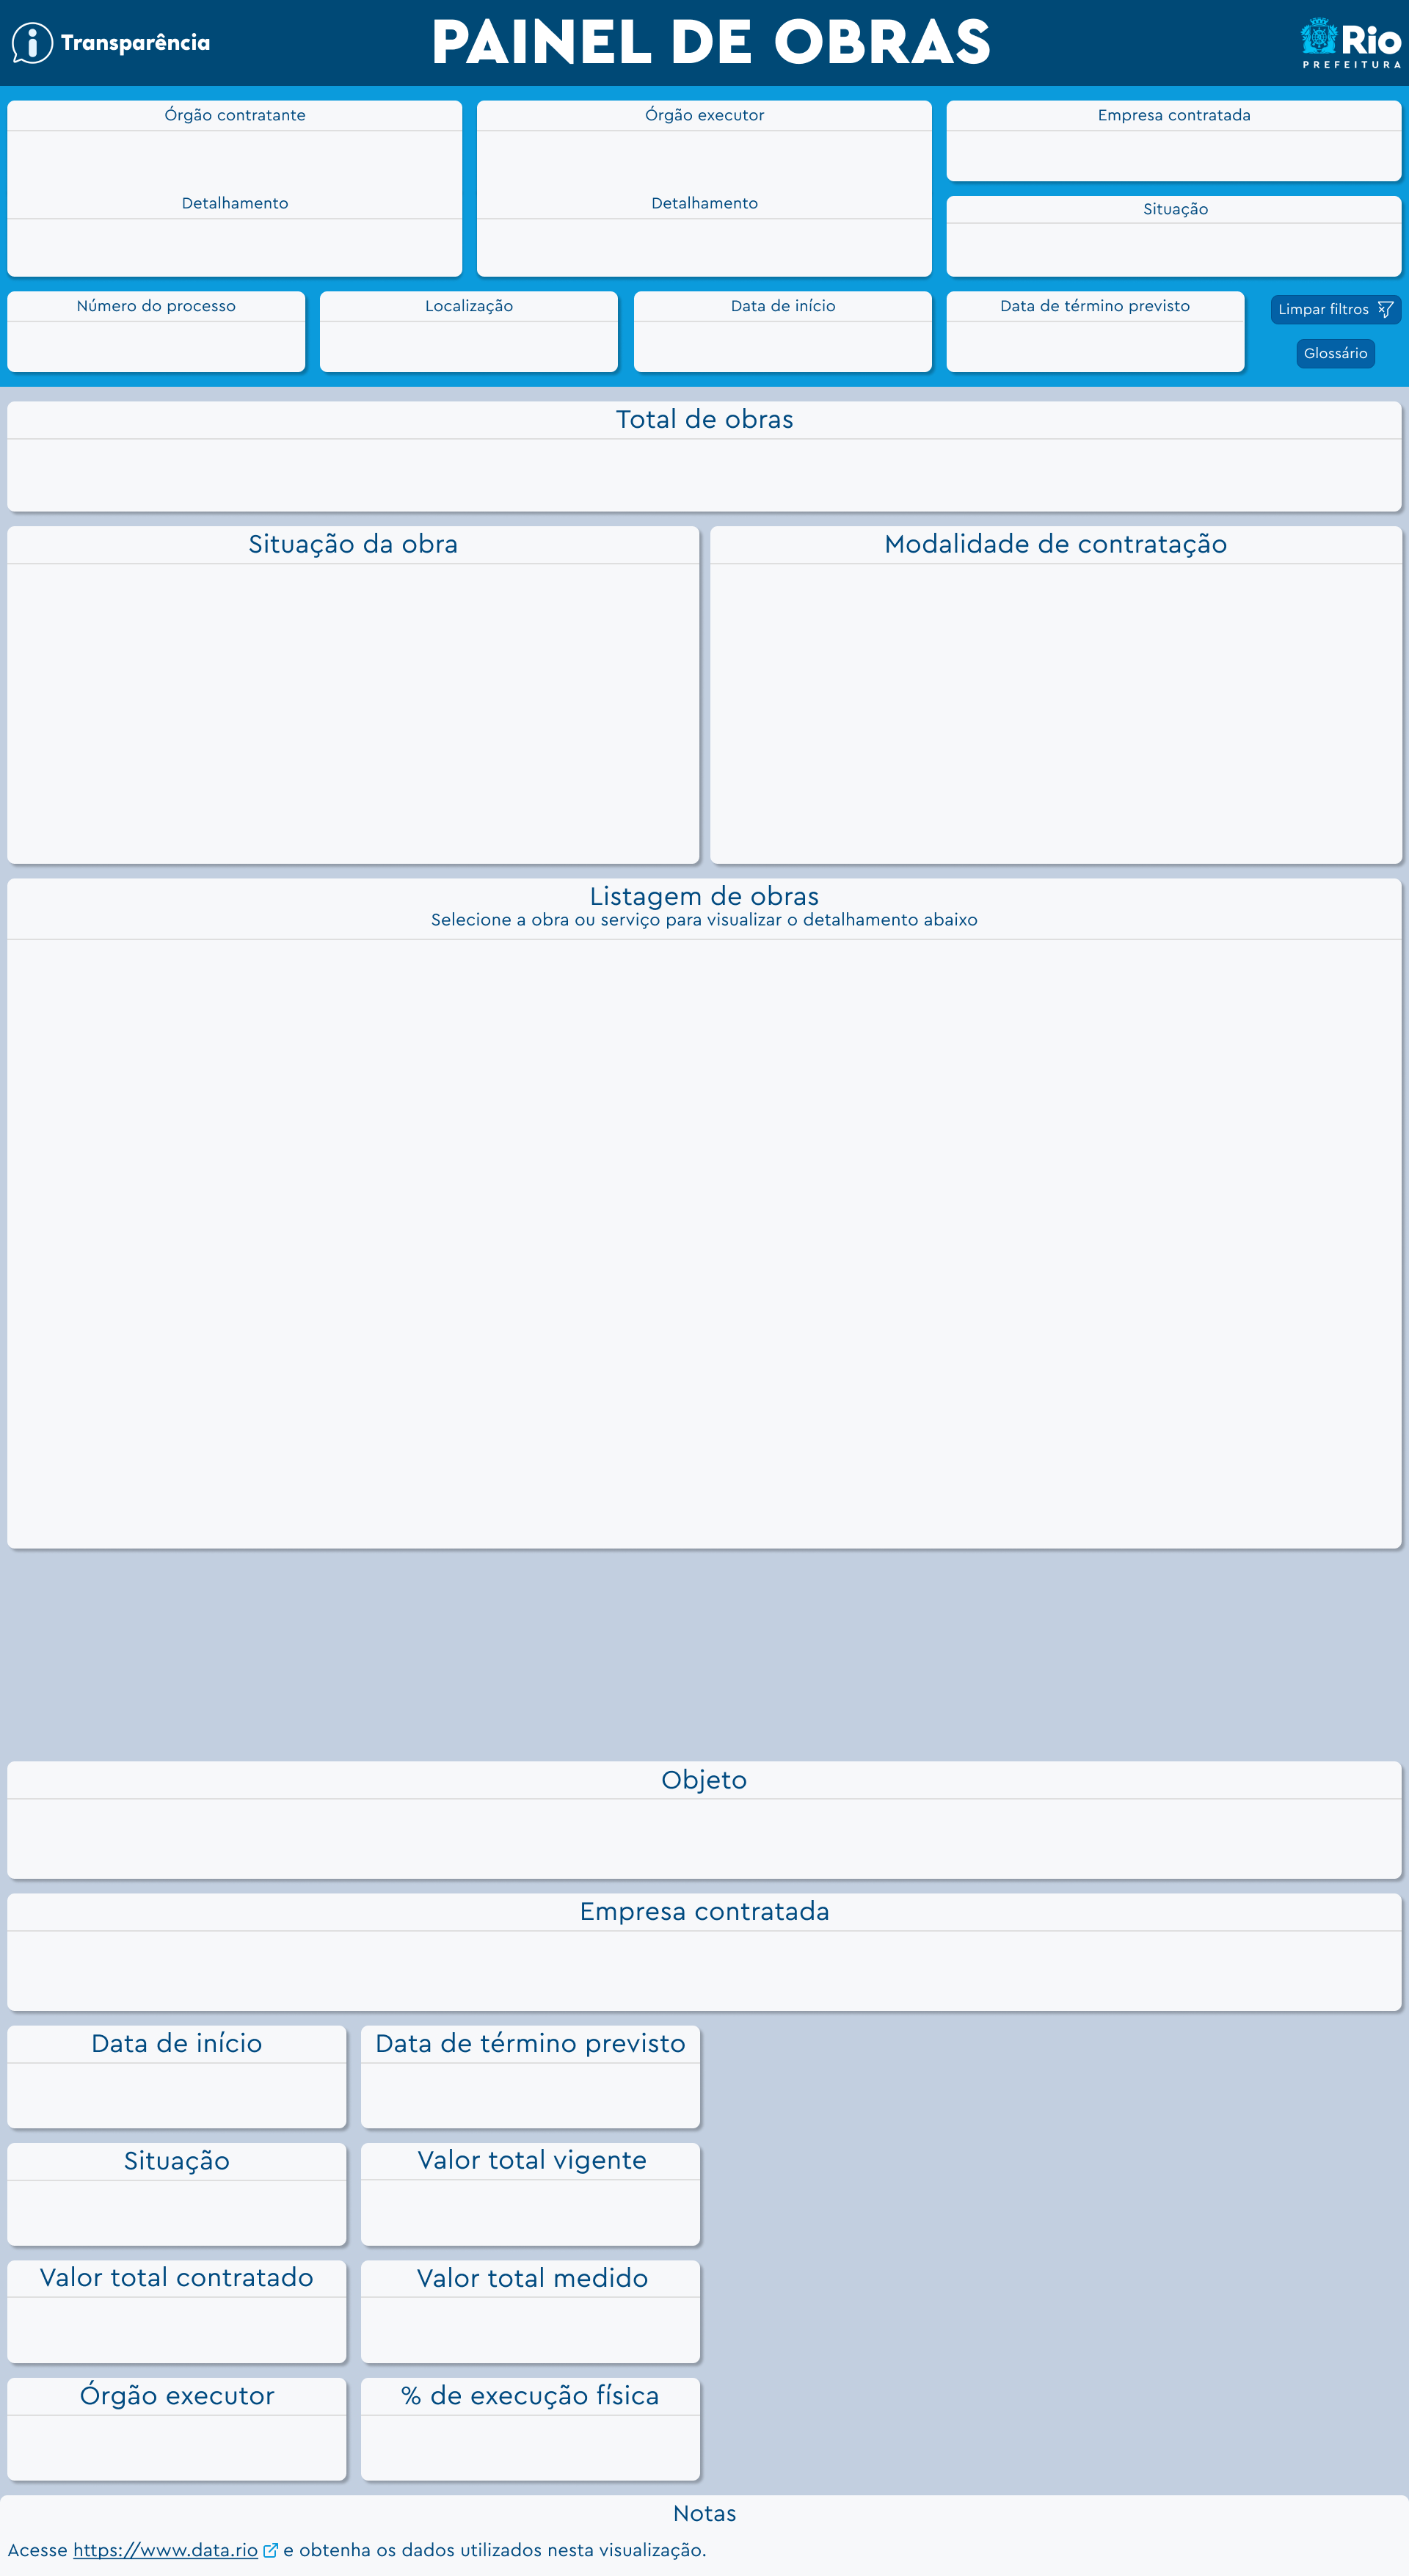 Transparência
PAINEL DE OBRAS
Rio
PREFEITURA
Órgão contratante
Órgão executor
Empresa contratada
Detalhamento
Detalhamento
Situação
Número do processo
Localização
Data de início
Data de término previsto
Limpar filtros
Glossário
Total de obras
Situação da obra
Modalidade de contratação
Listagem de obras
Selecione a obra ou serviço para visualizar o detalhamento abaixo
Objeto
Empresa contratada
Data de início
Data de término previsto
Situação
Valor total vigente
Valor total contratado
Valor total medido
Órgão executor
% de execução física
Notas
Acesse https://www.data.rio e obtenha os dados utilizados nesta visualização.